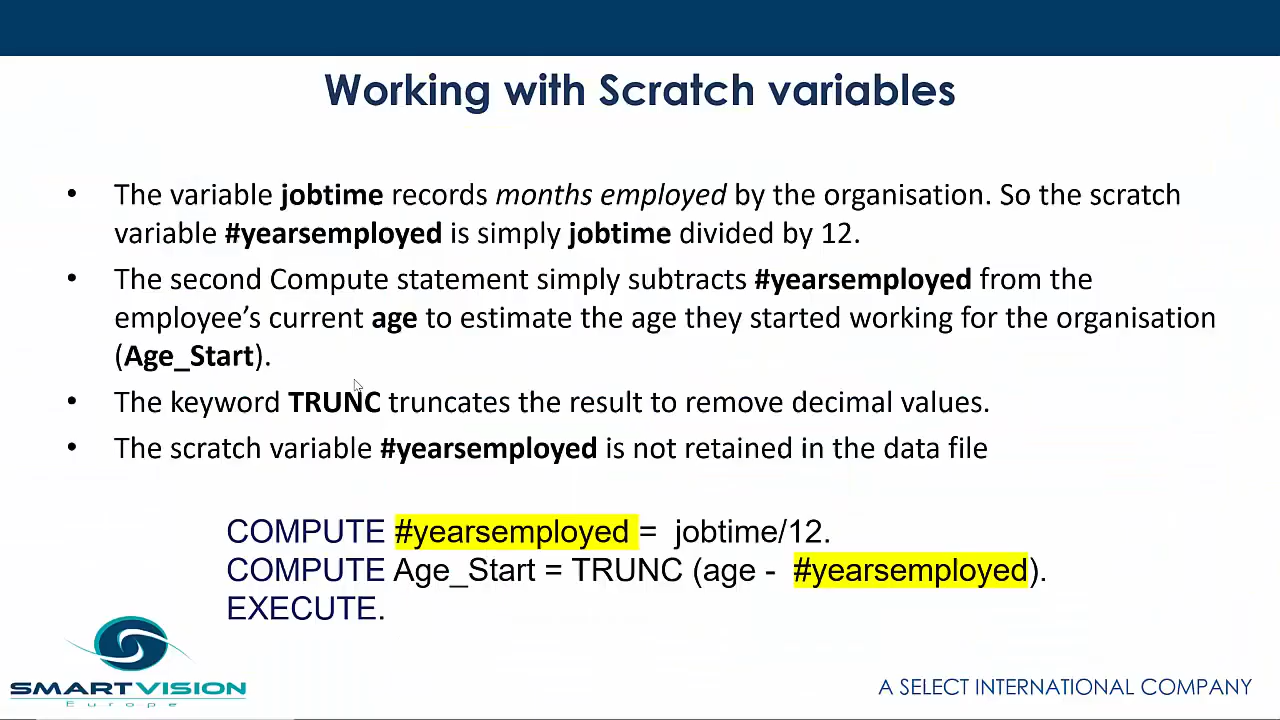 Working with Scratch variables
• The variable jobtime records months employed by the organisation. So the scratch
variable #yearsemployed is simply jobtime divided by 12.
• The second Compute statement simply subtracts #yearsemployed from the
employee’s current age to estimate the age they started working for the organisation
(Age_Start).
• The keyword TRUNC truncates the result to remove decimal values.
• The scratch variable #yearsemployed is not retained in the data file
COMPUTE #yearsemployed = jobtime/12.
COMPUTE Age_Start = TRUNC (age - #yearsemployed).
EXECUTE.
SMARTVISION
Europe
A SELECT INTERNATIONAL COMPANY